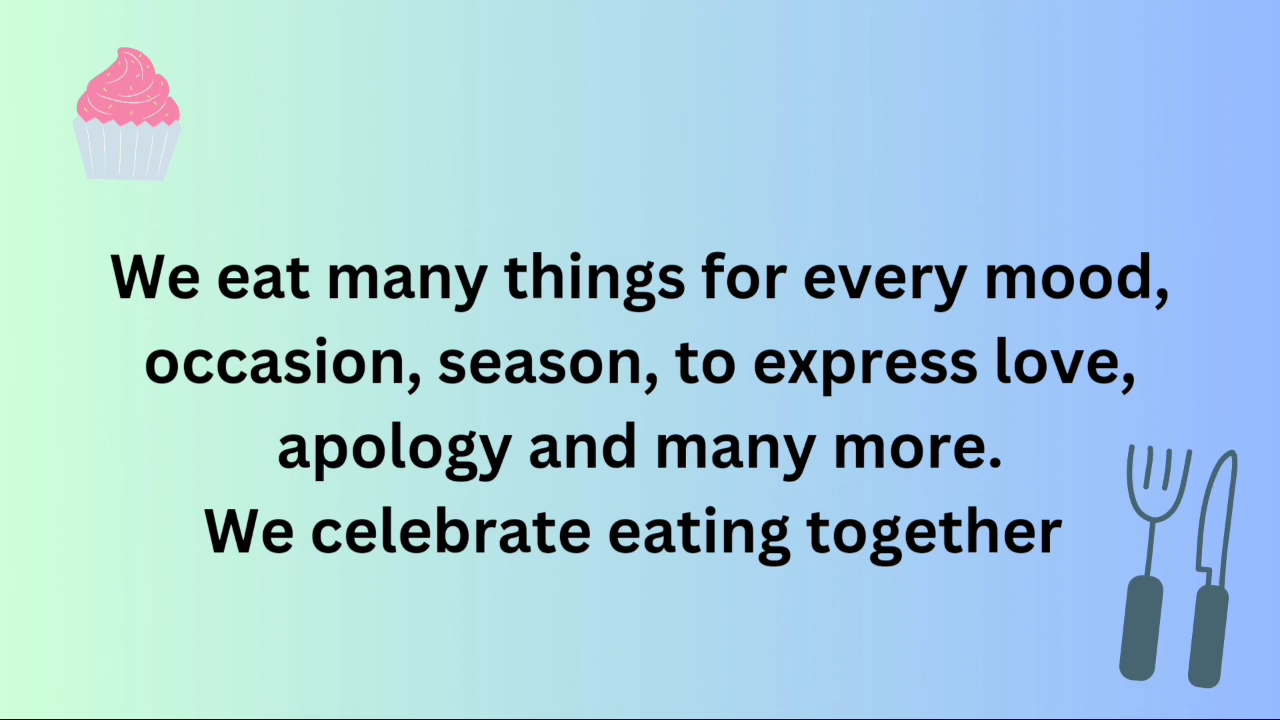 We eat many things for every mood,
occasion, season, to express love,
apology and many more.
We celebrate eating together